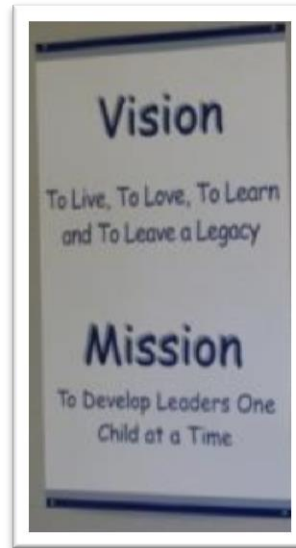 Vision
To Live, To Love, To Learn
and To Leave a Legacy
Mission
To Develop Leaders One
Child at a Time